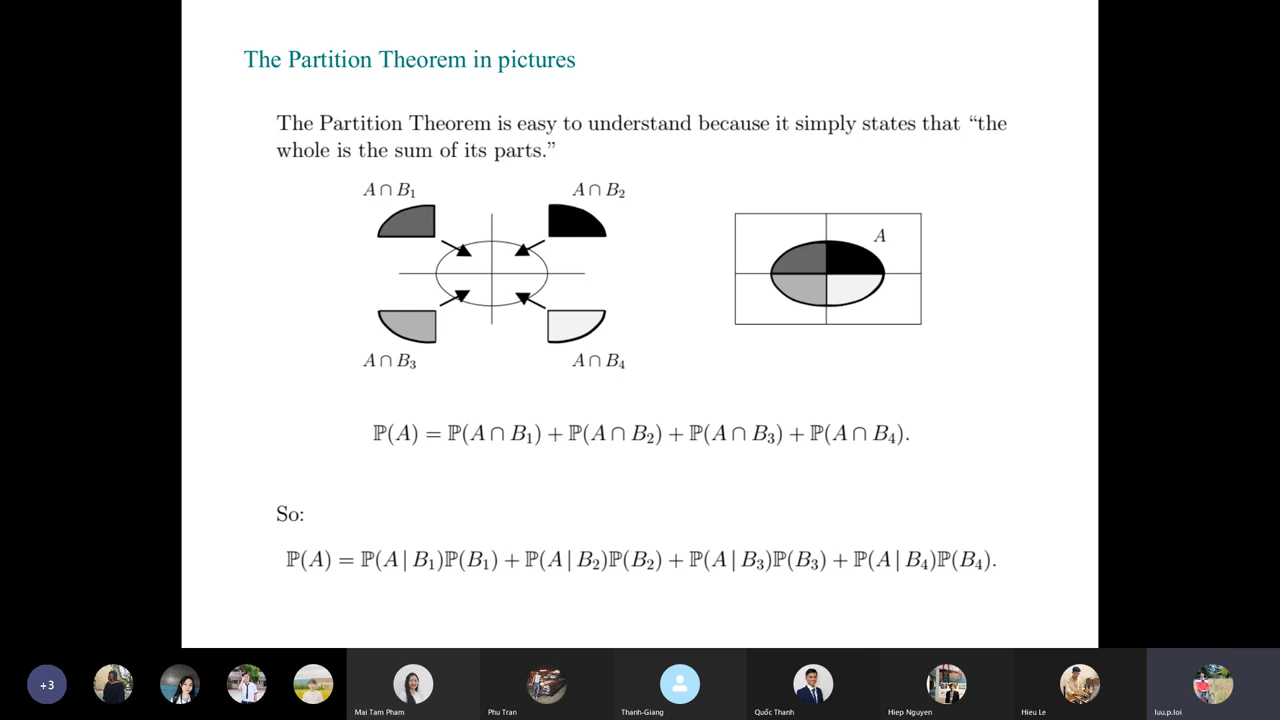 The Partition Theorem in pictures
The Partition Theorem is easy to understand because it simply states that “the
whole is the sum of its parts.”
A ∩ B₁
A ∩ B₂
A
A ∩ B₃
A ∩ B₄
ℙ(A) = ℙ(A ∩ B₁) + ℙ(A ∩ B₂) + ℙ(A ∩ B₃) + ℙ(A ∩ B₄).
So:
ℙ(A) = ℙ(A | B₁)ℙ(B₁) + ℙ(A | B₂)ℙ(B₂) + ℙ(A | B₃)ℙ(B₃) + ℙ(A | B₄)ℙ(B₄).
+3
Mai Tam Pham
Phu Tran
Thanh-Giang
Quốc Thanh
Hiep Nguyen
Hieu Le
luu.p.loi